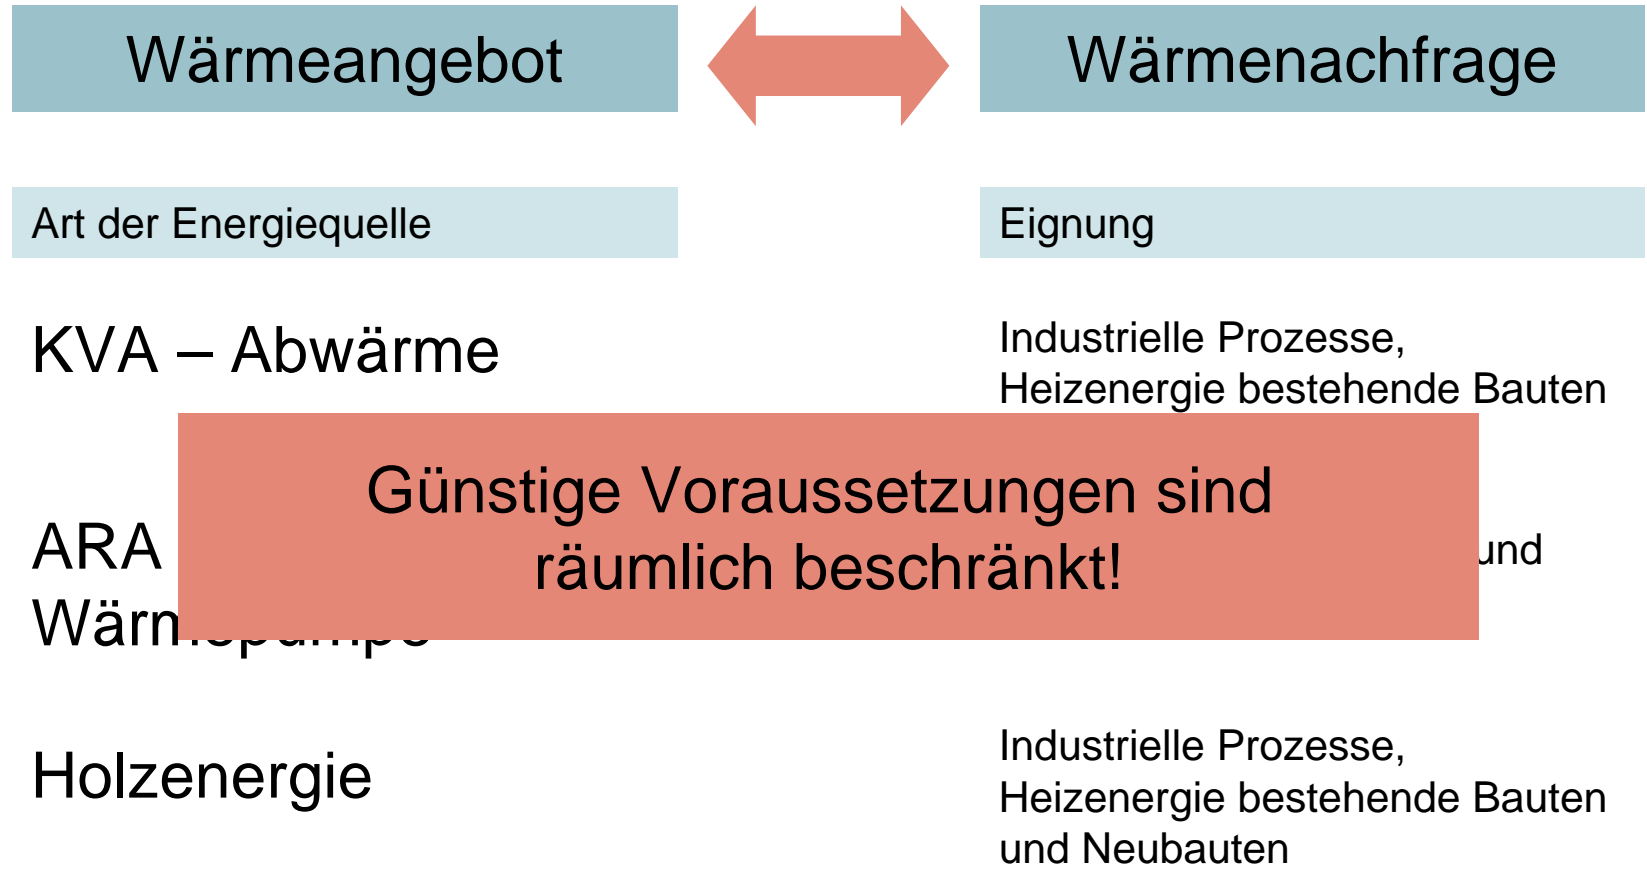 Wärmeangebot
Wärmenachfrage
Art der Energiequelle
Eignung
KVA – Abwärme
Industrielle Prozesse,
Heizenergie bestehende Bauten
Günstige Voraussetzungen sind
räumlich beschränkt!
ARA
und
Wärmepumpe
Holzenergie
Industrielle Prozesse,
Heizenergie bestehende Bauten
und Neubauten